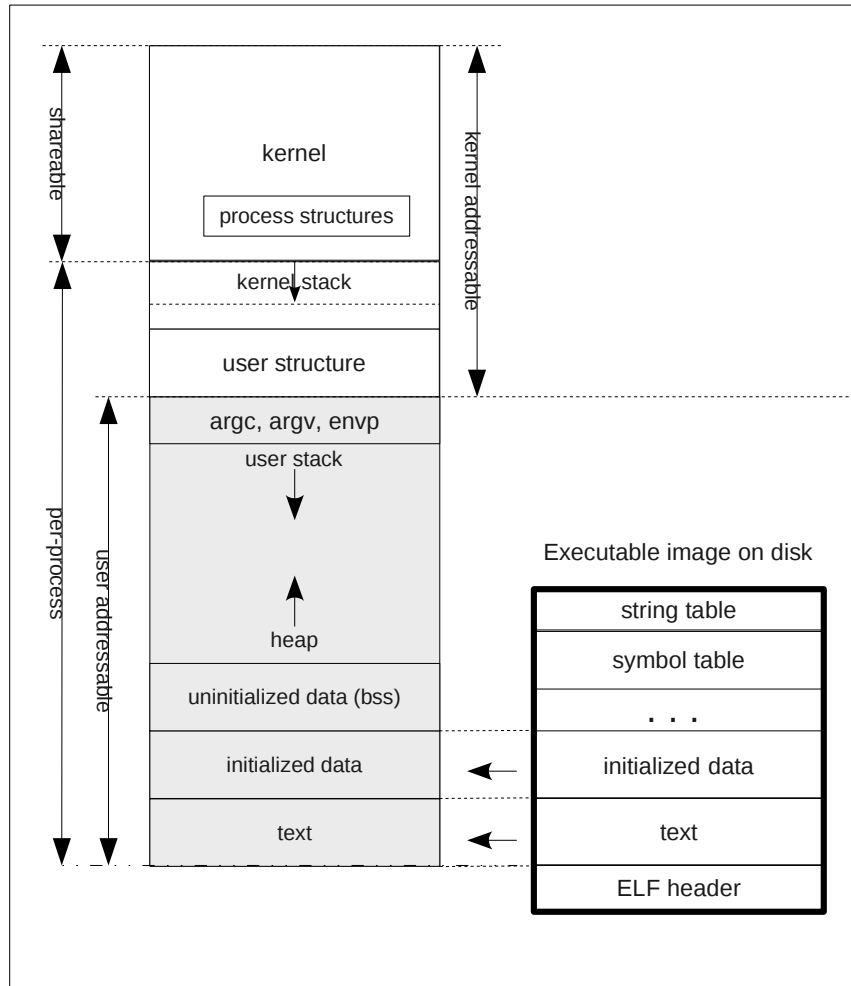 shareable
kernel
process structures
kernel addressable
kernel stack
user structure
per-process
user addressable
argc, argv, envp
user stack
heap
uninitialized data (bss)
initialized data
text
Executable image on disk
string table
symbol table
. . .
initialized data
text
ELF header